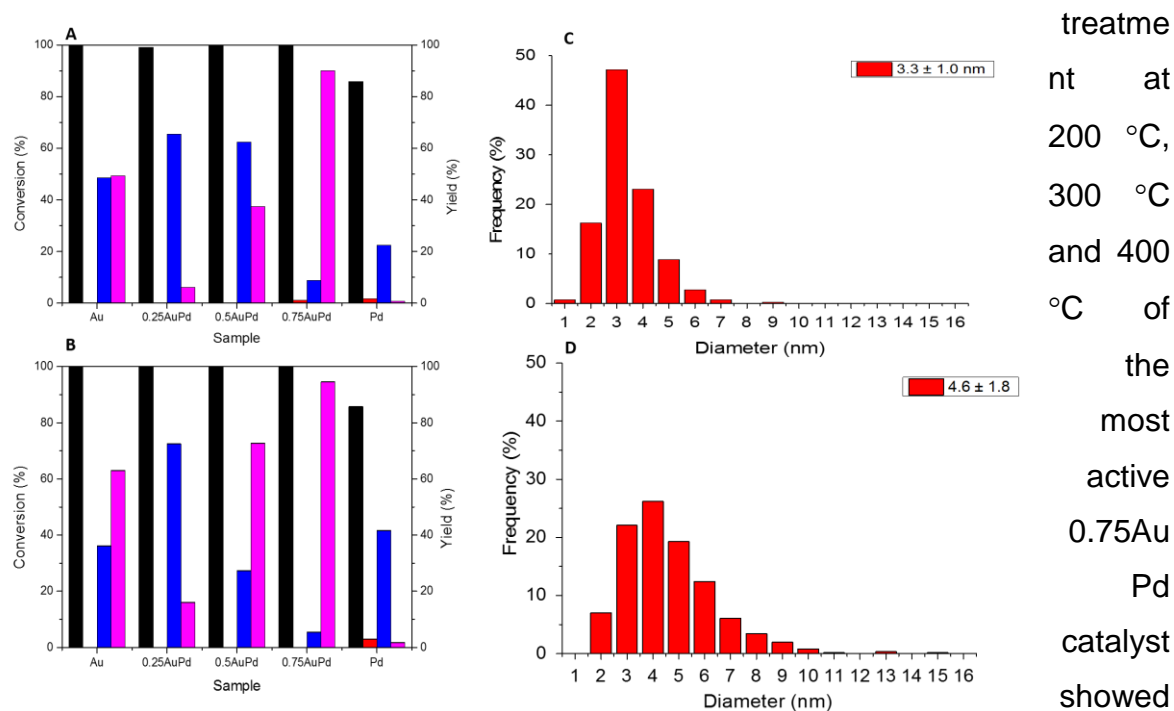 A
100
80
60
40
20
0
Conversion (%)
100
80
60
40
20
0
Yield (%)
Au
0.25AuPd
0.5AuPd
0.75AuPd
Pd
Sample
B
100
80
60
40
20
0
Conversion (%)
100
80
60
40
20
0
Yield (%)
Au
0.25AuPd
0.5AuPd
0.75AuPd
Pd
Sample
C
50
40
30
20
10
0
Frequency (%)
3.3 ± 1.0 nm
1 2 3 4 5 6 7 8 9 10 11 12 13 14 15 16
Diameter (nm)
D
50
40
30
20
10
0
Frequency (%)
4.6 ± 1.8
1 2 3 4 5 6 7 8 9 10 11 12 13 14 15 16
Diameter (nm)
treatme
nt at
200 °C,
300 °C
and 400
°C of
the
most
active
0.75Au
Pd
catalyst
showed